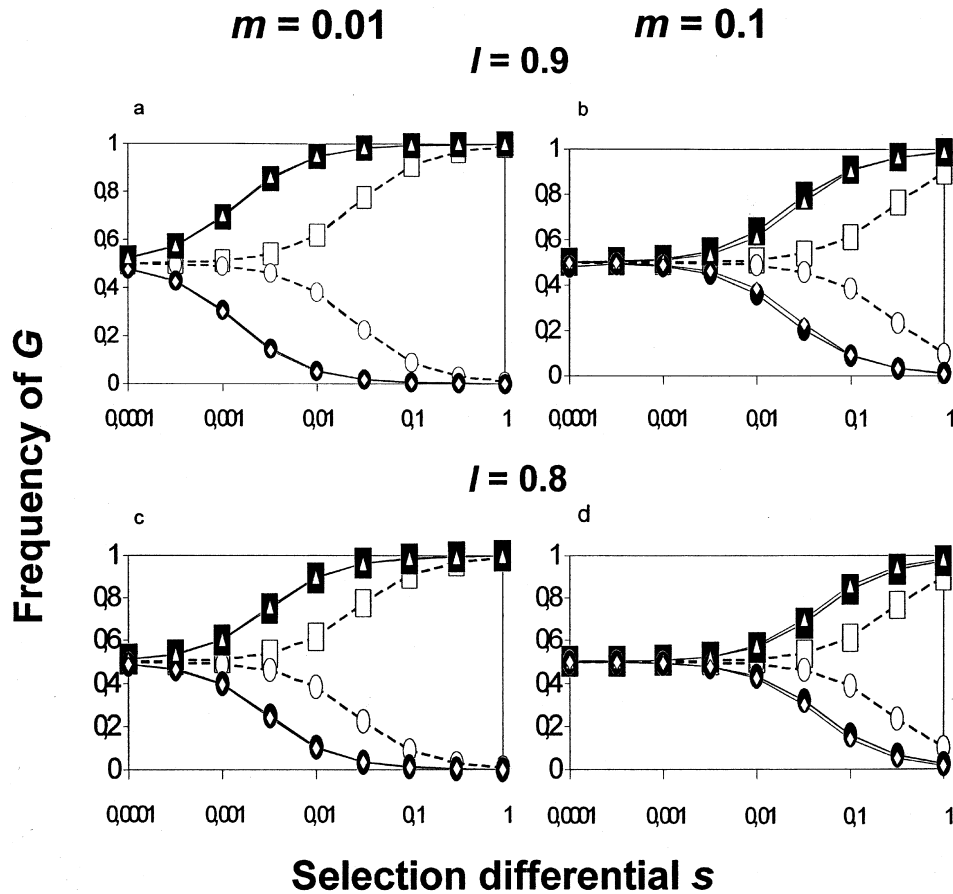 m = 0.01 m = 0.1
l = 0.9
a b
1 1
0,8 0,8
0,6 0,6
0,4 0,4
0,2 0,2
0 0
0,0001 0,001 0,01 0,1 1 0,0001 0,001 0,01 0,1 1
l = 0.8
c d
1 1
0,8 0,8
0,6 0,6
0,4 0,4
0,2 0,2
0 0
0,0001 0,001 0,01 0,1 1 0,0001 0,001 0,01 0,1 1
Frequency of G
Selection differential s